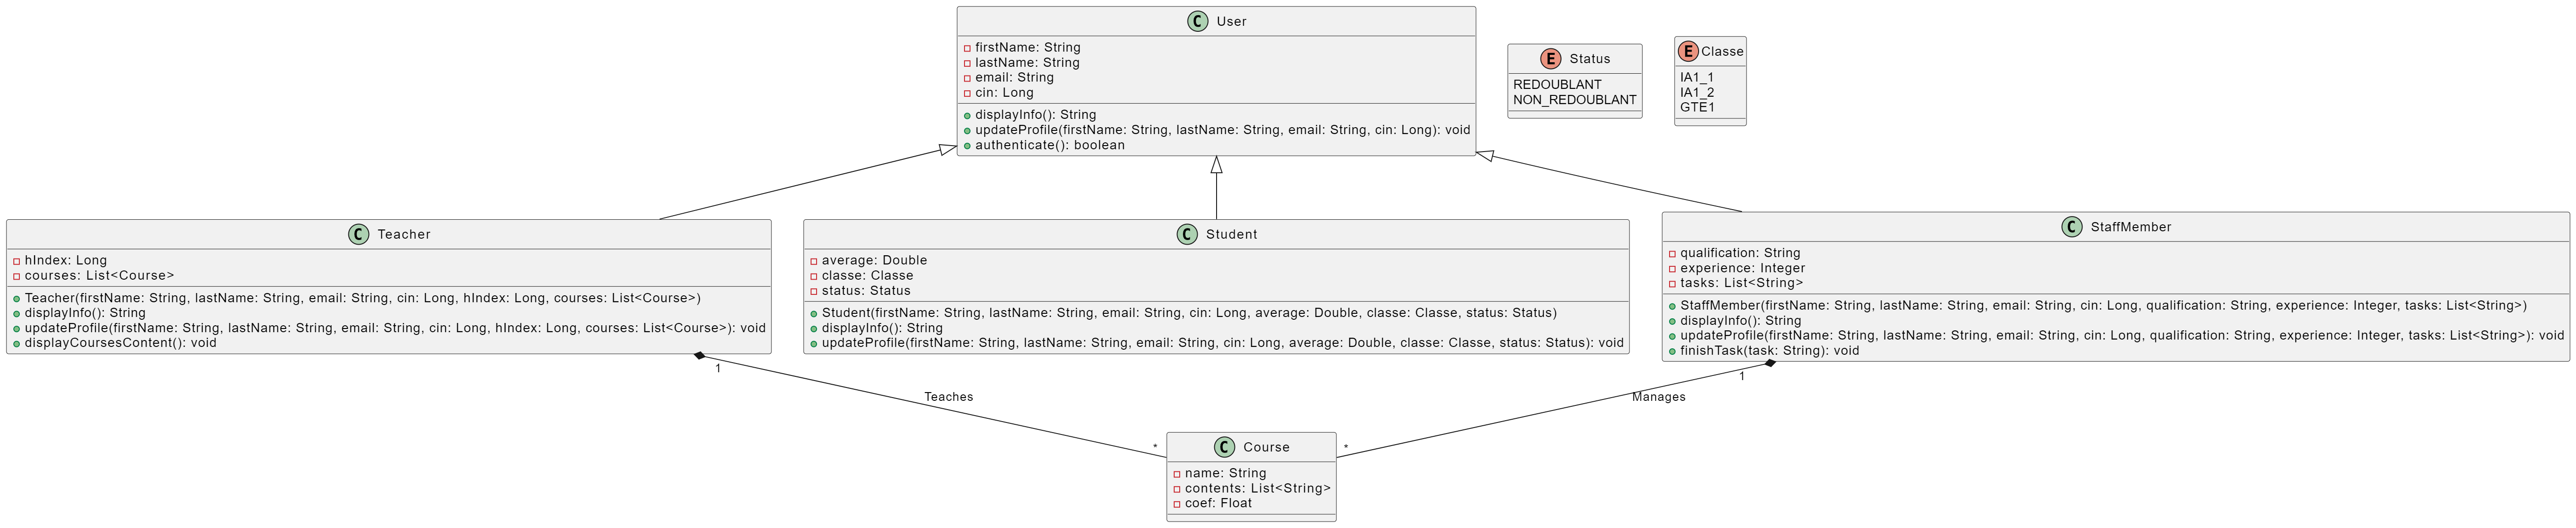 C User
firstName: String
lastName: String
email: String
cin: Long
displayInfo(): String
updateProfile(firstName: String, lastName: String, email: String, cin: Long): void
authenticate(): boolean
E Status
REDOUBLANT
NON_REDOUBLANT
E Classe
IA1_1
IA1_2
GTE1
C Teacher
hIndex: Long
courses: List<Course>
Teacher(firstName: String, lastName: String, email: String, cin: Long, hIndex: Long, courses: List<Course>)
displayInfo(): String
updateProfile(firstName: String, lastName: String, email: String, cin: Long, hIndex: Long, courses: List<Course>): void
displayCoursesContent(): void
C Student
average: Double
classe: Classe
status: Status
Student(firstName: String, lastName: String, email: String, cin: Long, average: Double, classe: Classe, status: Status)
displayInfo(): String
updateProfile(firstName: String, lastName: String, email: String, cin: Long, average: Double, classe: Classe, status: Status): void
C StaffMember
qualification: String
experience: Integer
tasks: List<String>
StaffMember(firstName: String, lastName: String, email: String, cin: Long, qualification: String, experience: Integer, tasks: List<String>)
displayInfo(): String
updateProfile(firstName: String, lastName: String, email: String, cin: Long, qualification: String, experience: Integer, tasks: List<String>): void
finishTask(task: String): void
1
1
Teaches
Manages
*
*
C Course
name: String
contents: List<String>
coef: Float